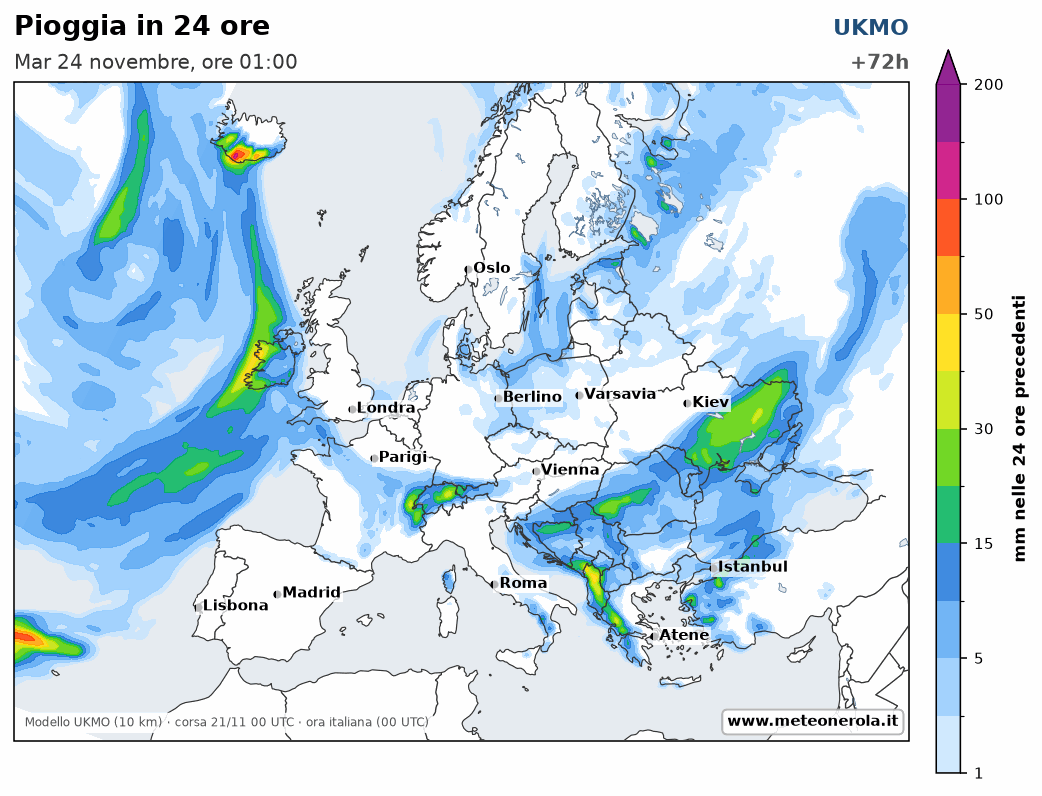 Pioggia in 24 ore
UKMO
Mar 24 novembre, ore 01:00
+72h
200
100
50
30
15
5
1
mm nelle 24 ore precedenti
Oslo
Berlino
Varsavia
Kiev
Londra
Parigi
Vienna
Istanbul
Roma
Madrid
Lisbona
Atene
Modello UKMO (10 km) · corsa 21/11 00 UTC · ora italiana (00 UTC)
www.meteonerola.it